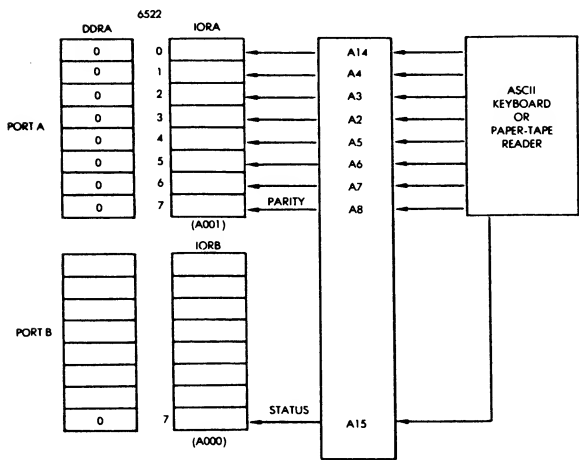 6522
DDRA IORA
0 0 A14
0 1 A4
0 2 A3
PORT A 0 3 A2
0 4 A5
0 5 A6
0 6 A7
0 7 PARITY A8
ASCII
KEYBOARD
OR
PAPER-TAPE
READER
(A001)
IORB
PORT B
0 7 STATUS A15
(A000)